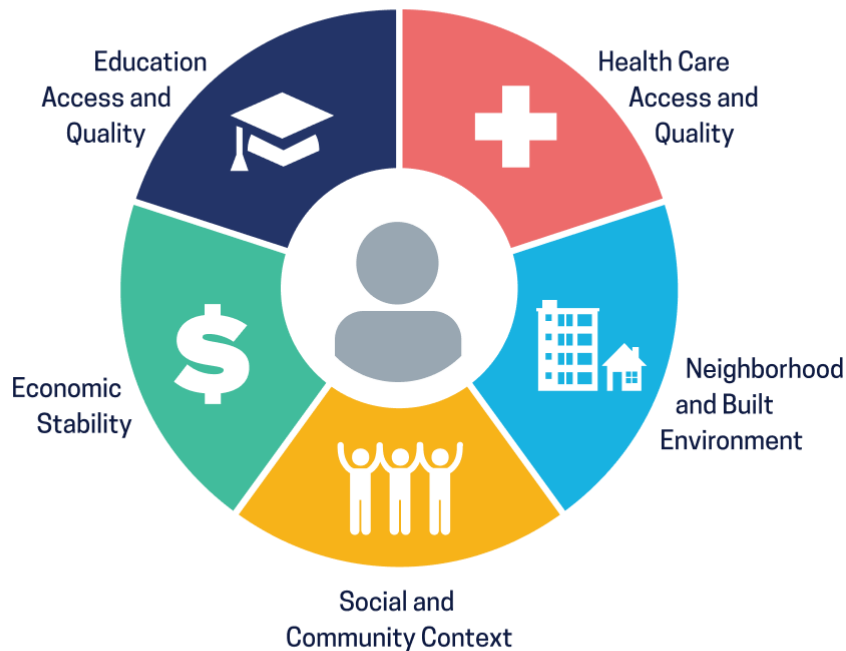 Education
Access and
Quality
Health Care
Access and
Quality
Economic
Stability
Neighborhood
and Built
Environment
Social and
Community Context